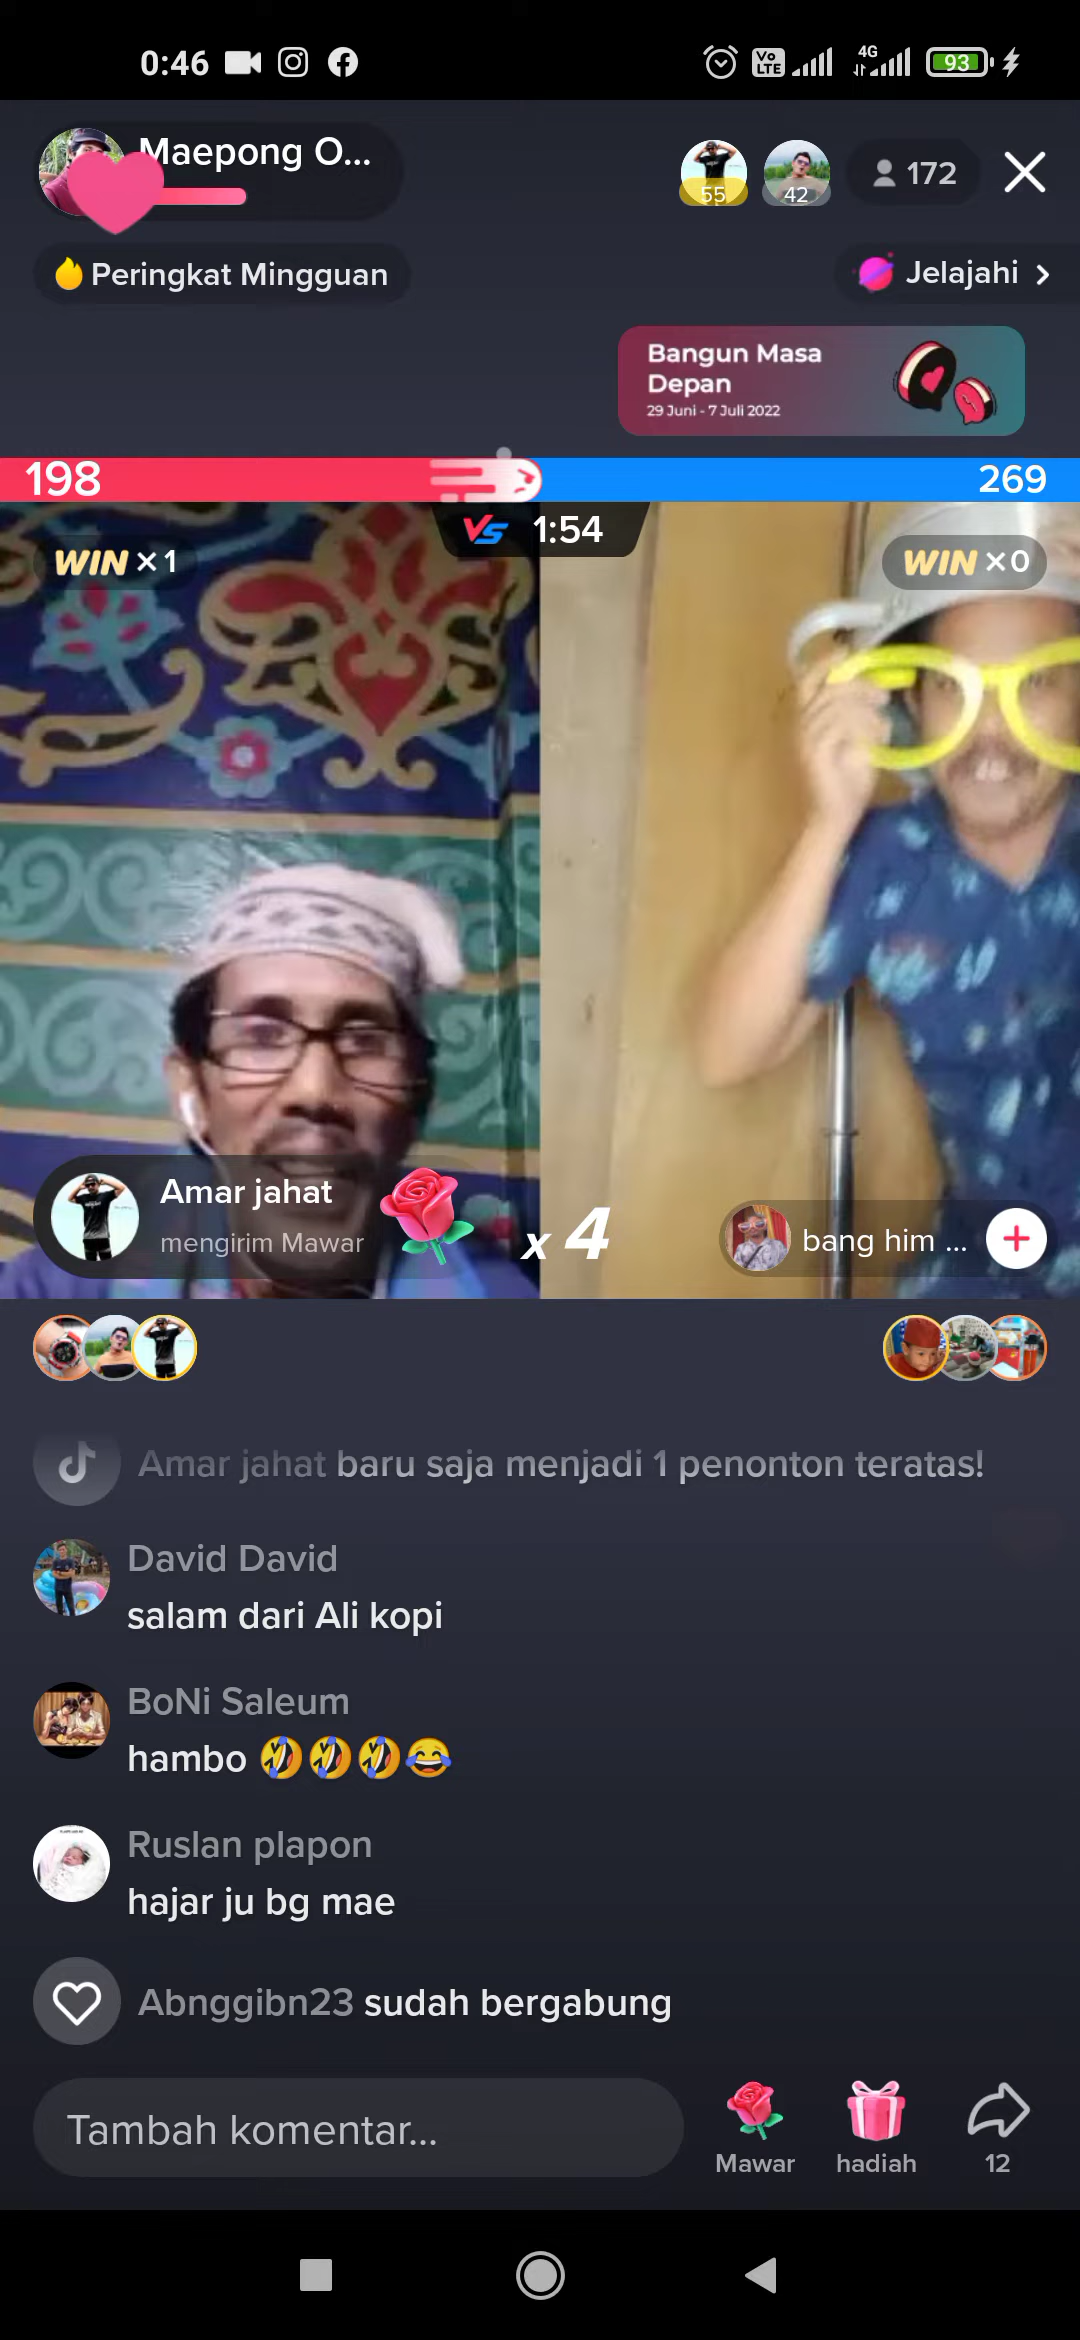 0:46
Vo LTE
4G
93
Maepong O...
55
42
172
Peringkat Mingguan
Jelajahi
Bangun Masa
Depan
29 Juni - 7 Juli 2022
198
269
VS 1:54
WIN ×1
WIN ×0
Amar jahat
mengirim Mawar
x 4
bang him ...
Amar jahat baru saja menjadi 1 penonton teratas!
David David
salam dari Ali kopi
BoNi Saleum
hambo 🤣🤣🤣😂
Ruslan plapon
hajar ju bg mae
Abnggibn23 sudah bergabung
Tambah komentar...
Mawar
hadiah
12